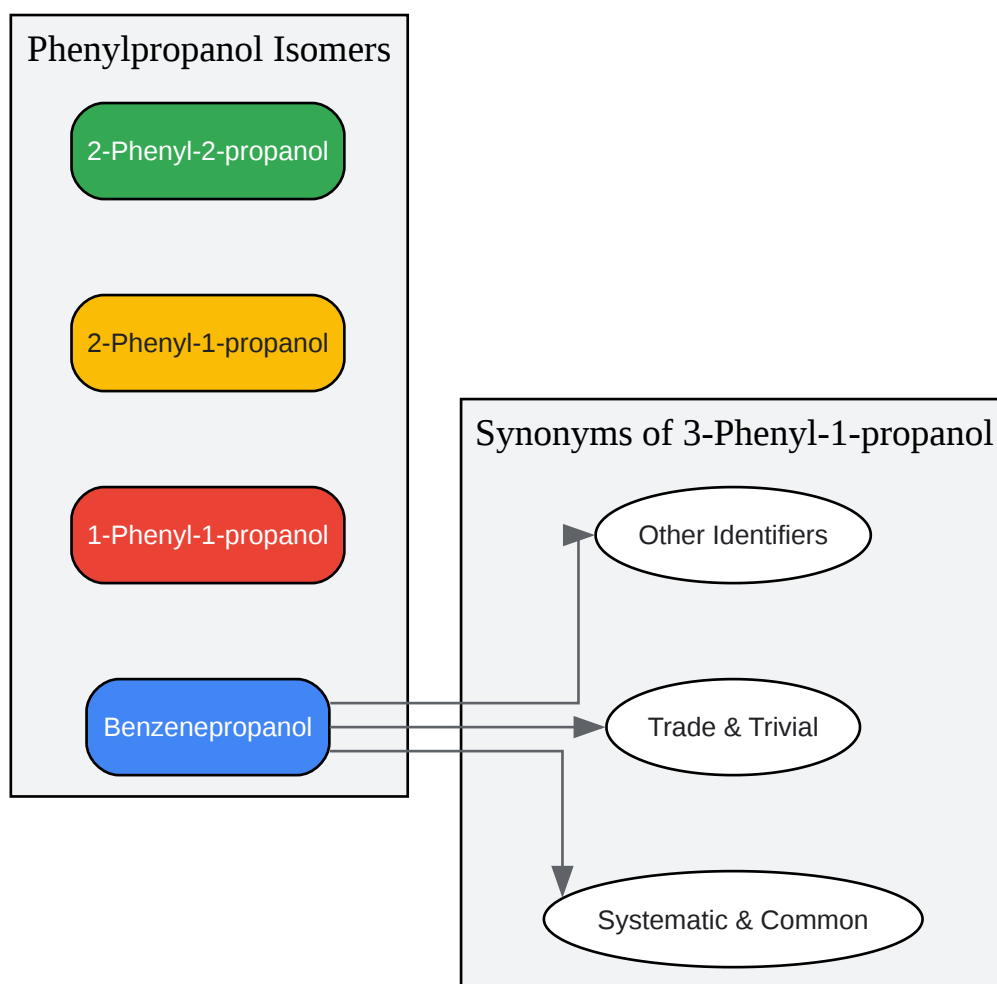 Phenylpropanol Isomers
2-Phenyl-2-propanol
2-Phenyl-1-propanol
1-Phenyl-1-propanol
Benzenepropanol
Synonyms of 3-Phenyl-1-propanol
Other Identifiers
Trade & Trivial
Systematic & Common